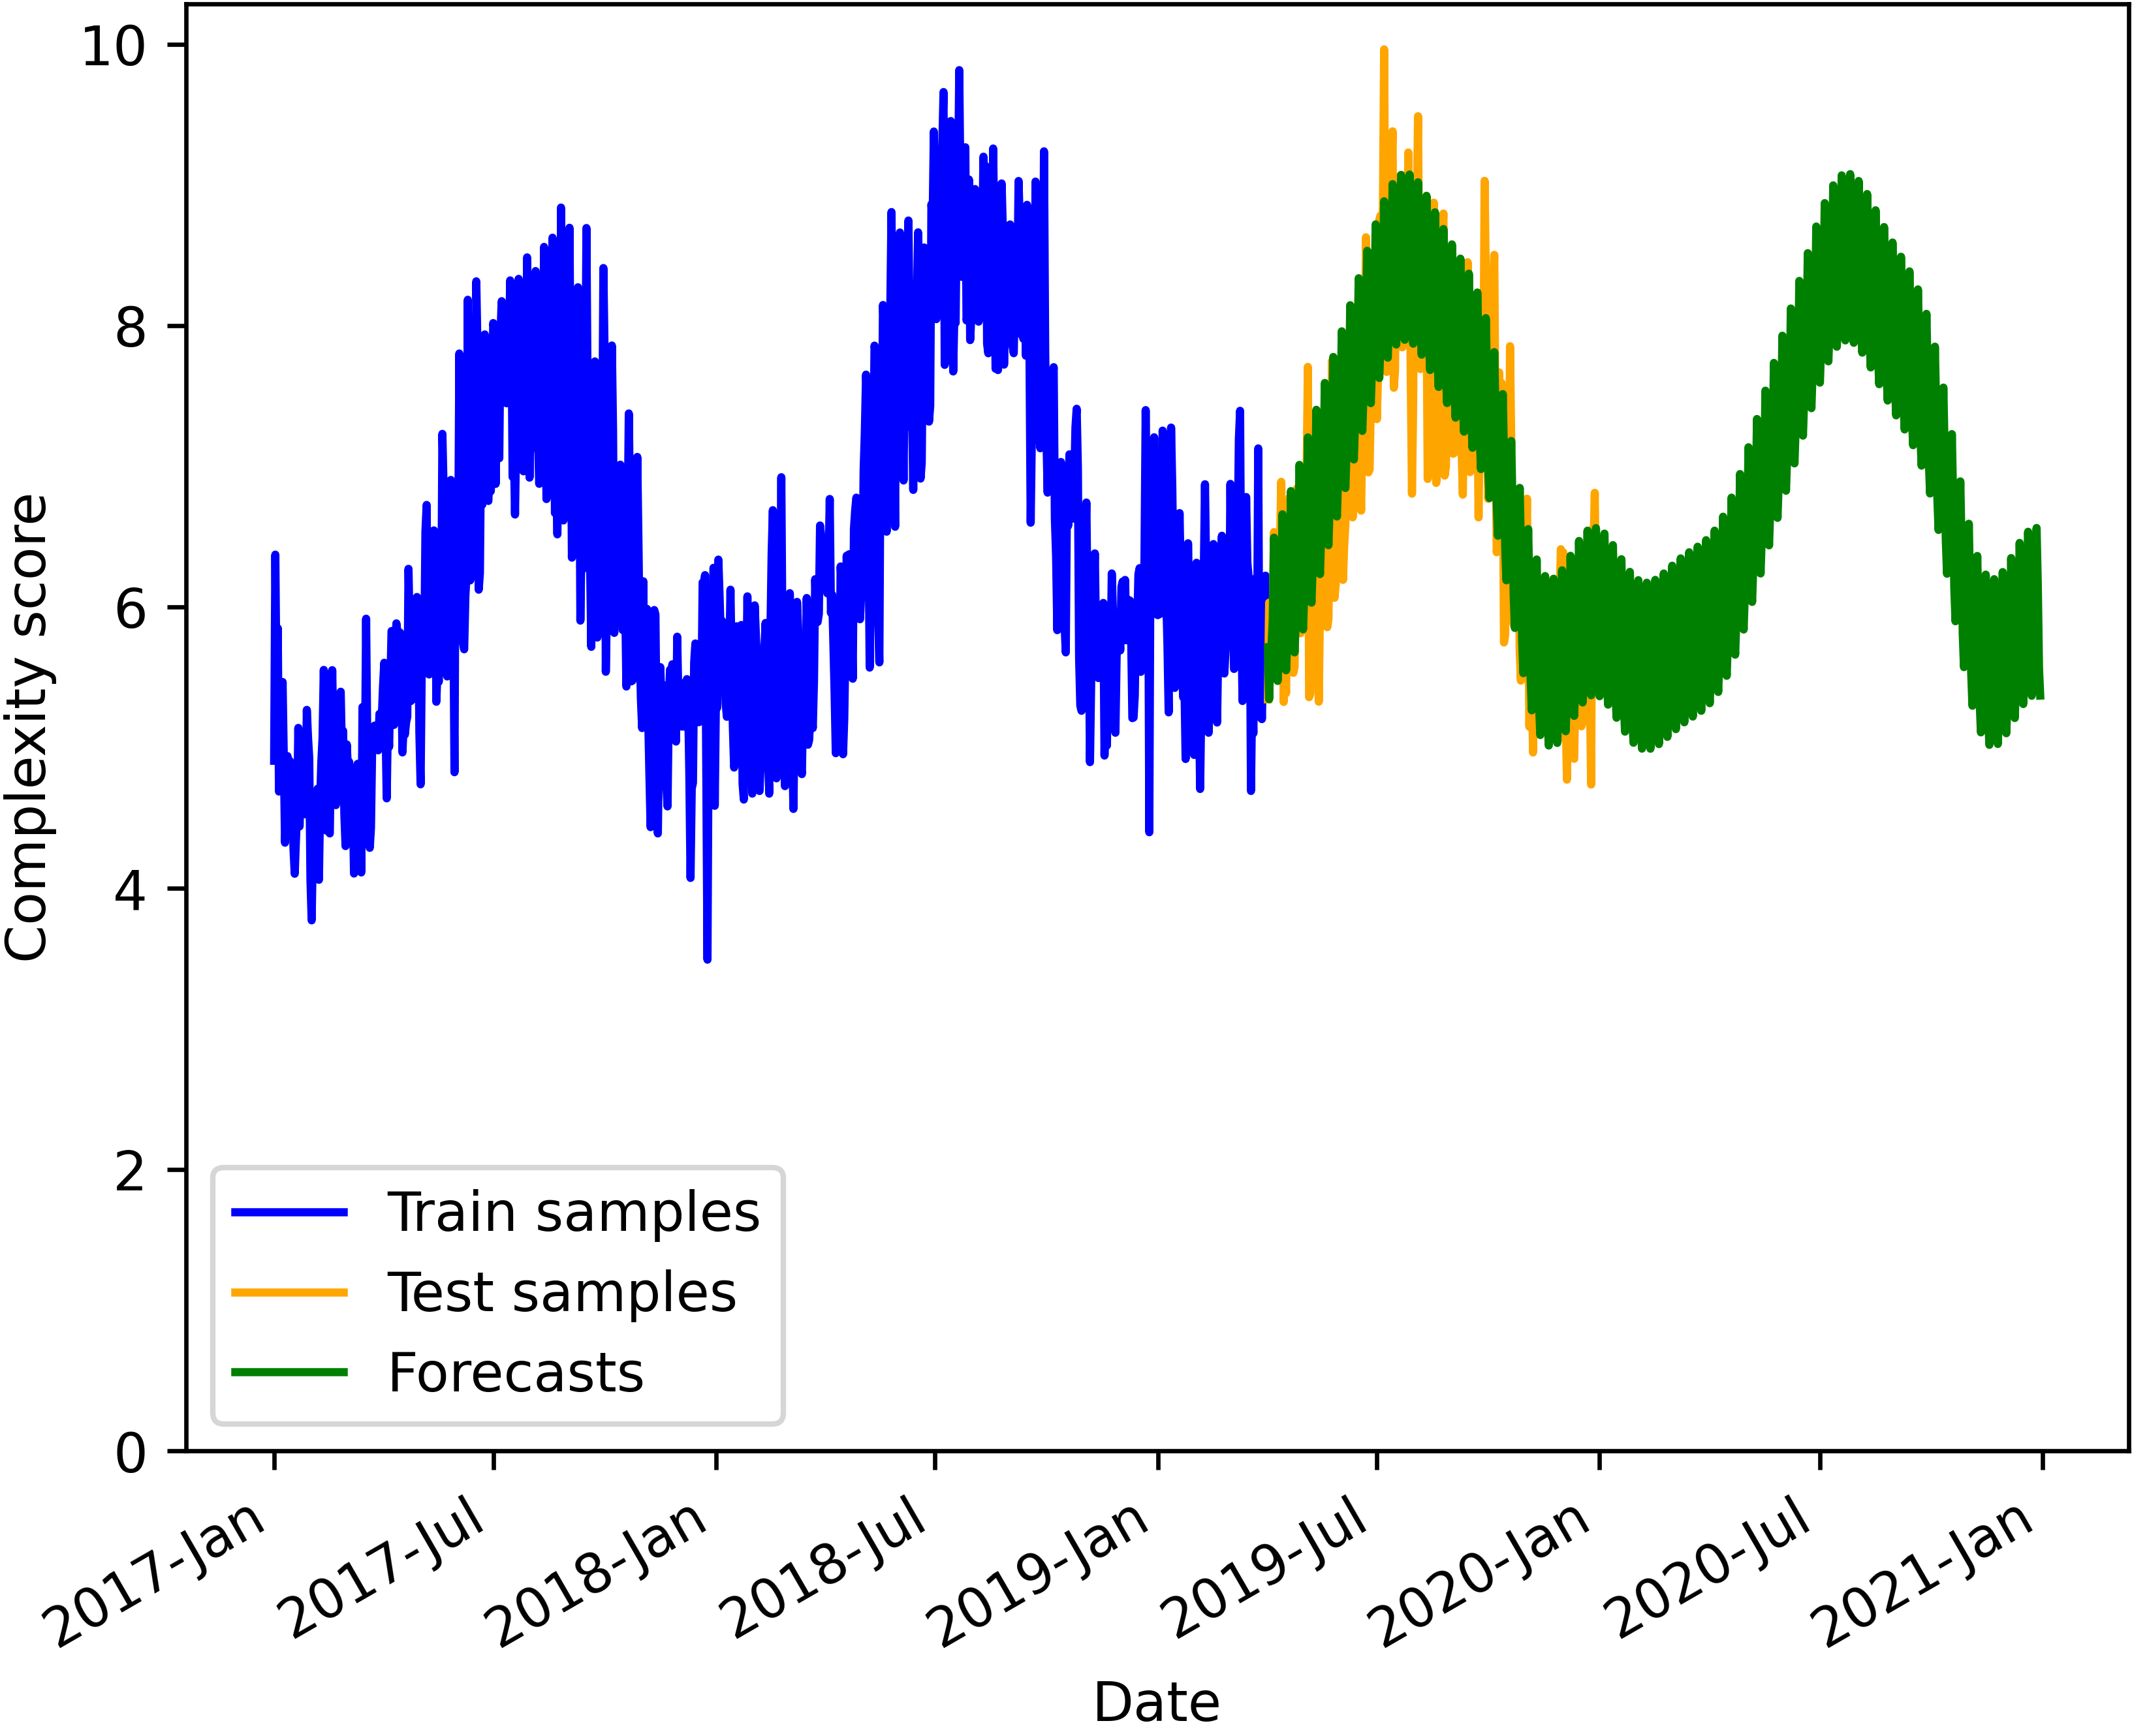 10
8
6
4
2
0
Complexity score
Train samples
Test samples
Forecasts
2017-Jan
2017-Jul
2018-Jan
2018-Jul
2019-Jan
2019-Jul
2020-Jan
2020-Jul
2021-Jan
Date